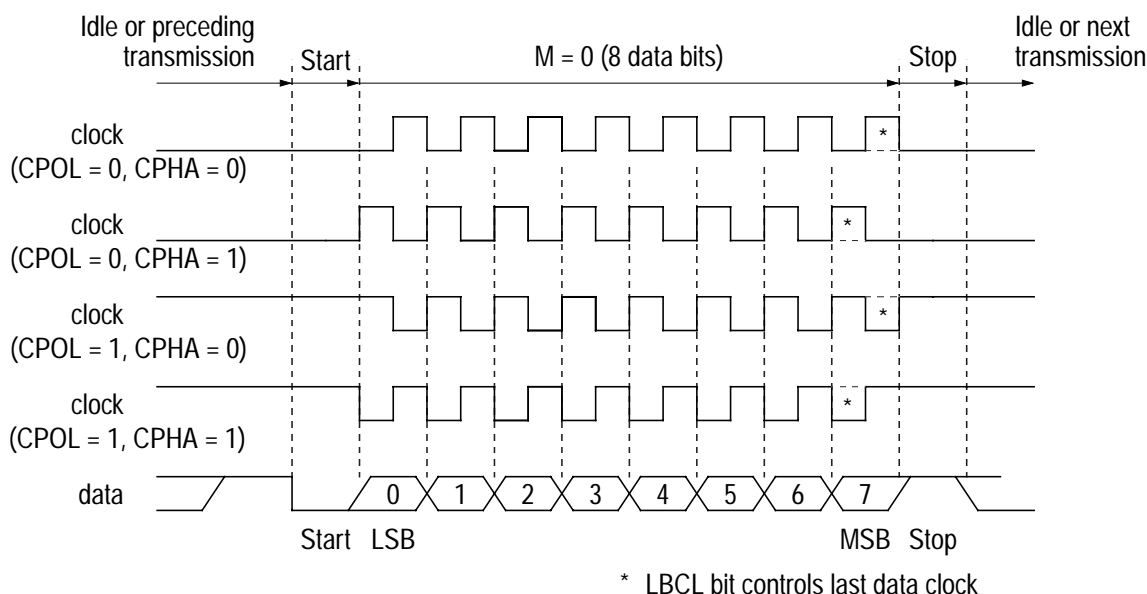 Idle or preceding
transmission
Start
M = 0 (8 data bits)
Stop
Idle or next
transmission
clock
(CPOL = 0, CPHA = 0)
*
clock
(CPOL = 0, CPHA = 1)
*
clock
(CPOL = 1, CPHA = 0)
*
clock
(CPOL = 1, CPHA = 1)
*
data
0 1 2 3 4 5 6 7
Start LSB MSB Stop
* LBCL bit controls last data clock